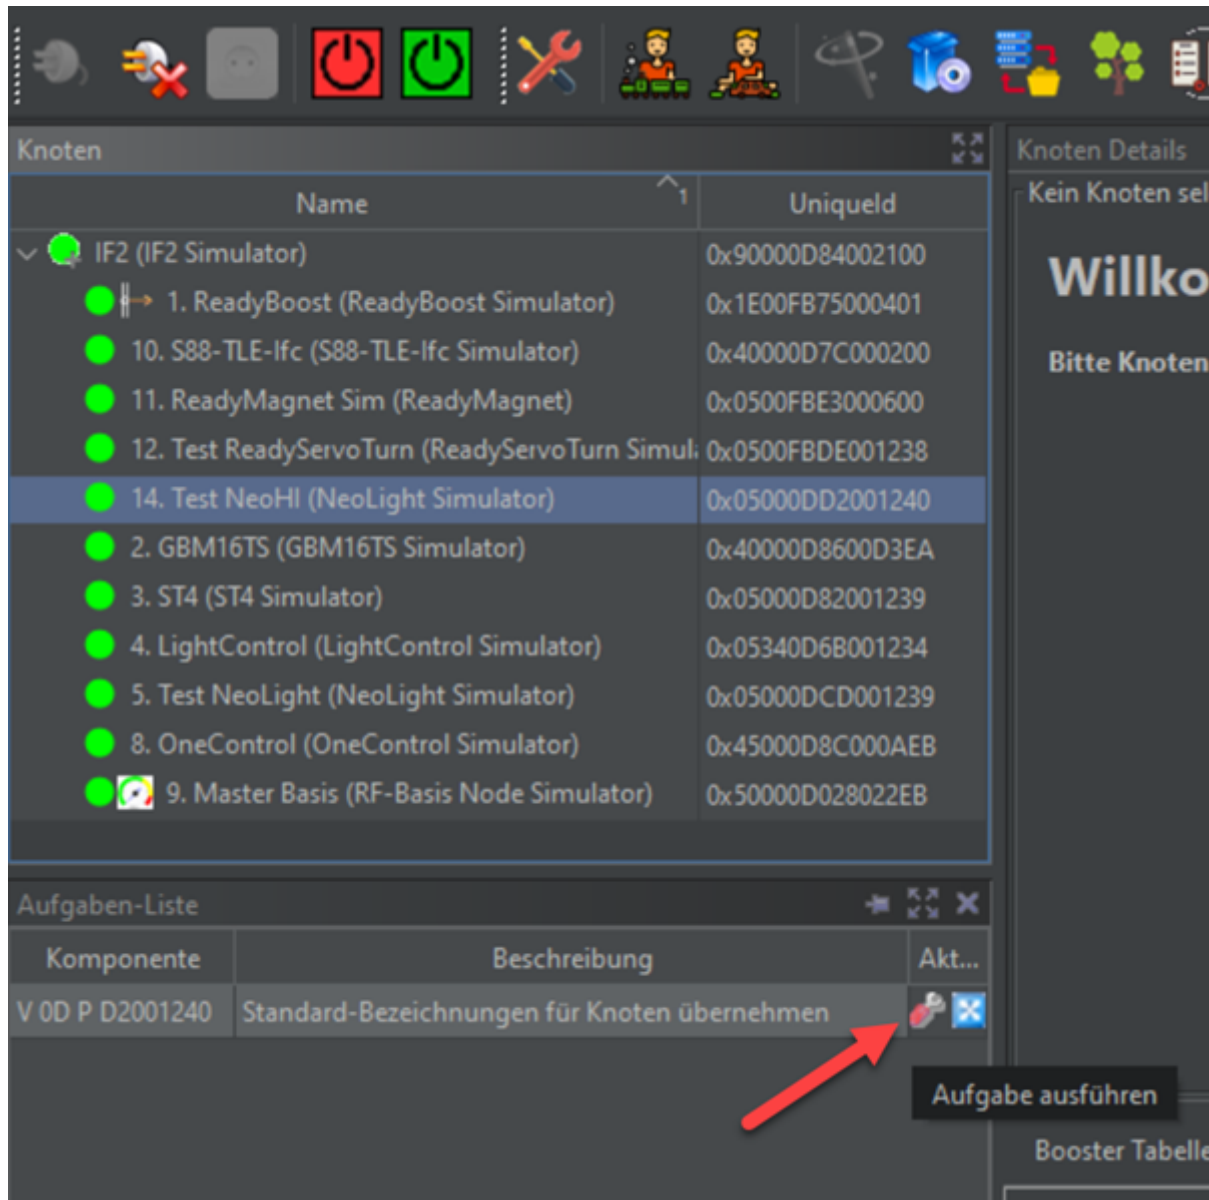 Knoten
Name 1 UniqueId
IF2 (IF2 Simulator) 0x90000D84002100
1. ReadyBoost (ReadyBoost Simulator) 0x1E00FB75000401
10. S88-TLE-Ifc (S88-TLE-Ifc Simulator) 0x40000D7C000200
11. ReadyMagnet Sim (ReadyMagnet) 0x0500FBE3000600
12. Test ReadyServoTurn (ReadyServoTurn Simul 0x0500FBDE001238
14. Test NeoHl (NeoLight Simulator) 0x05000DD2001240
2. GBM16TS (GBM16TS Simulator) 0x40000D8600D3EA
3. ST4 (ST4 Simulator) 0x05000D82001239
4. LightControl (LightControl Simulator) 0x05340D6B001234
5. Test NeoLight (NeoLight Simulator) 0x05000DCD001239
8. OneControl (OneControl Simulator) 0x45000D8C000AEB
9. Master Basis (RF-Basis Node Simulator) 0x50000D028022EB
Knoten Details
Kein Knoten sel
Willko
Bitte Knoten
Aufgaben-Liste
Komponente Beschreibung Akt...
V 0D P D2001240 Standard-Bezeichnungen für Knoten übernehmen
Aufgabe ausführen
Booster Tabelle